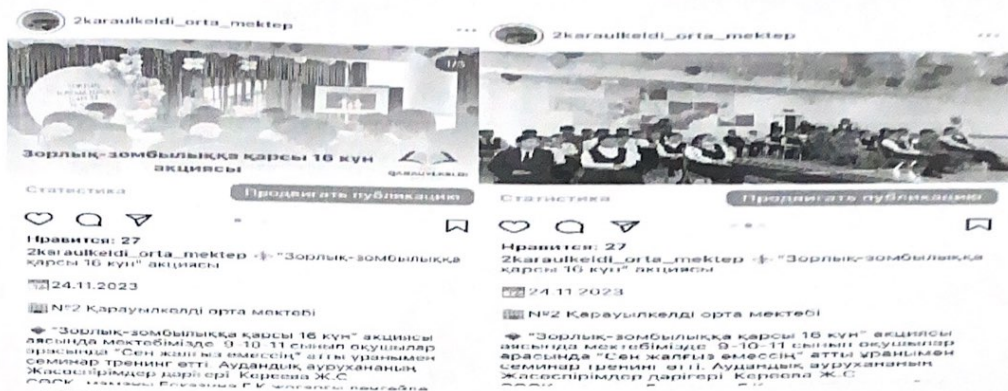 2karaulkeldi_orta_mektep
1/5
Зорлық-зомбылыққа қарсы 16 күн
акциясы
QARAUYLKELDI
Статистика
Продвигать публикацию
Нравится: 27
2karaulkeldi_orta_mektep "Зорлық-зомбылыққа
қарсы 16 күн" акциясы
24.11.2023
№2 Қарауылкелді орта мектебі
"Зорлық-зомбылыққа қарсы 16 күн" акциясы
аясында мектебімізде 9-10-11 сынып оқушылар
арасында "Сен жалғыз емессің" атты ұранымен
семинар тренинг өтті. Аудандық аурухананың
Жасөспірімдер дәрігері Кереева Ж.С
2karaulkeldi_orta_mektep
Статистика
Продвигать публикацию
Нравится: 27
2karaulkeldi_orta_mektep "Зорлық-зомбылыққа
қарсы 16 күн" акциясы
24.11.2023
№2 Қарауылкелді орта мектебі
"Зорлық-зомбылыққа қарсы 16 күн" акциясы
аясында мектебімізде 9-10-11 сынып оқушылар
арасында "Сен жалғыз емессің" атты ұранымен
семинар тренинг өтті. Аудандық аурухананың
Жасөспірімдер дәрігері Кереева Ж.С